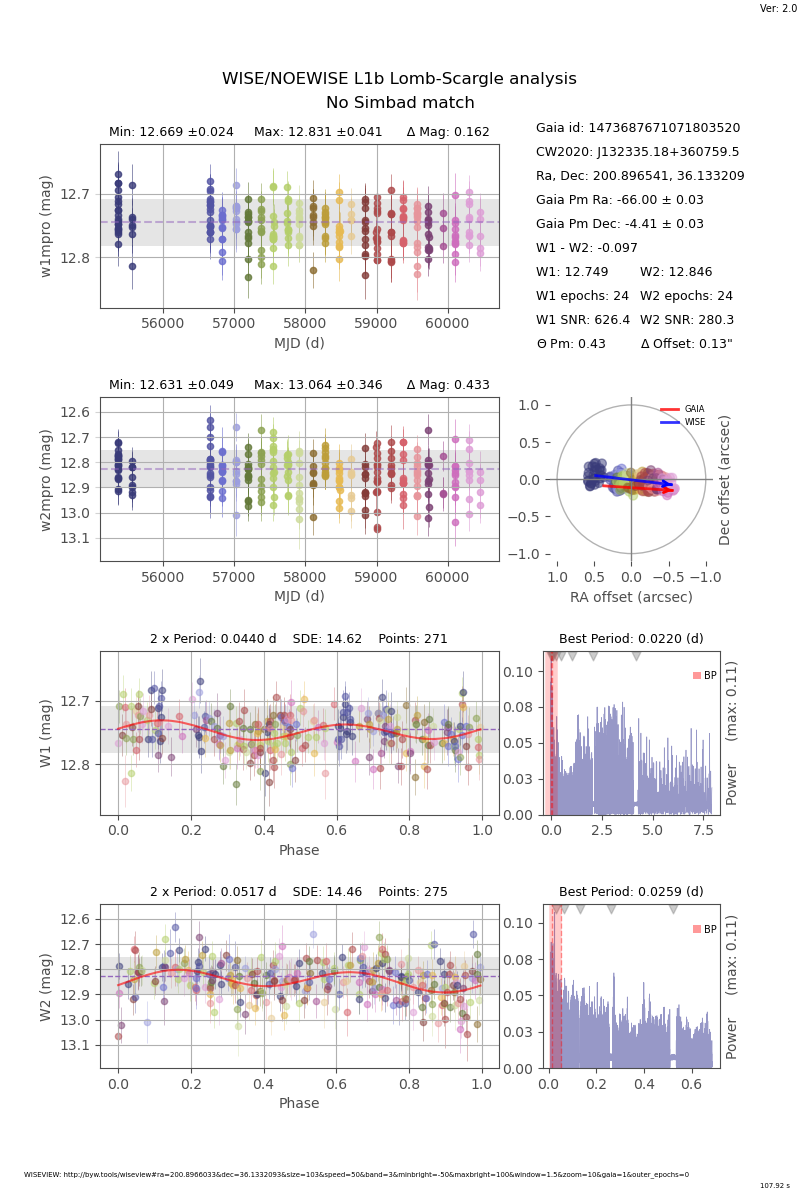 Ver: 2.0
WISE/NOEWISE L1b Lomb-Scargle analysis
No Simbad match
Min: 12.669 ±0.024 Max: 12.831 ±0.041 Δ Mag: 0.162
w1mpro (mag)
12.7
12.8
56000 57000 58000 59000 60000
MJD (d)
Gaia id: 1473687671071803520
CW2020: J132335.18+360759.5
Ra, Dec: 200.896541, 36.133209
Gaia Pm Ra: -66.00 ± 0.03
Gaia Pm Dec: -4.41 ± 0.03
W1 - W2: -0.097
W1: 12.749 W2: 12.846
W1 epochs: 24 W2 epochs: 24
W1 SNR: 626.4 W2 SNR: 280.3
Θ Pm: 0.43 Δ Offset: 0.13"
Min: 12.631 ±0.049 Max: 13.064 ±0.346 Δ Mag: 0.433
w2mpro (mag)
12.6
12.7
12.8
12.9
13.0
13.1
56000 57000 58000 59000 60000
MJD (d)
GAIA
WISE
1.0
0.5
0.0
−0.5
−1.0
1.0 0.5 0.0 −0.5 −1.0
RA offset (arcsec)
Dec offset (arcsec)
2 x Period: 0.0440 d SDE: 14.62 Points: 271
W1 (mag)
12.7
12.8
0.0 0.2 0.4 0.6 0.8 1.0
Phase
Best Period: 0.0220 (d)
BP
0.10
0.08
0.05
0.03
0.00
0.0 2.5 5.0 7.5
Power (max: 0.11)
2 x Period: 0.0517 d SDE: 14.46 Points: 275
W2 (mag)
12.6
12.7
12.8
12.9
13.0
13.1
0.0 0.2 0.4 0.6 0.8 1.0
Phase
Best Period: 0.0259 (d)
BP
0.10
0.08
0.05
0.03
0.00
0.0 0.2 0.4 0.6
Power (max: 0.11)
WISEVIEW: http://byw.tools/wiseview#ra=200.8966033&dec=36.1332093&size=103&speed=50&band=3&minbright=-50&maxbright=100&window=1.5&zoom=10&gaia=1&outer_epochs=0
107.92 s